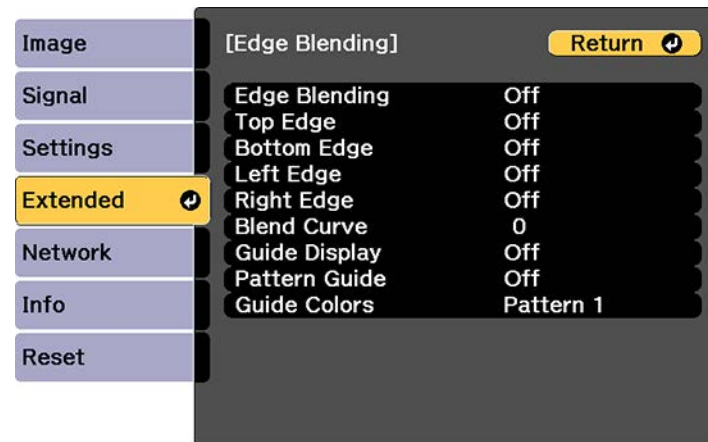 Image
Signal
Settings
Extended
Network
Info
Reset
[Edge Blending] Return
Edge Blending Off
Top Edge Off
Bottom Edge Off
Left Edge Off
Right Edge Off
Blend Curve 0
Guide Display Off
Pattern Guide Off
Guide Colors Pattern 1